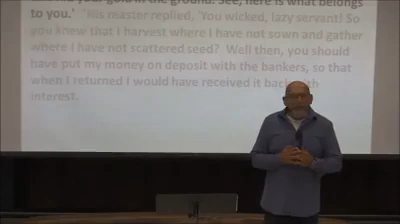 your gold in the ground. See, here is what belongs
to you.' "His master replied, 'You wicked, lazy servant! So
you knew that I harvest where I have not sown and gather
where I have not scattered seed? Well then, you should
have put my money on deposit with the bankers, so that
when I returned I would have received it back with
interest.